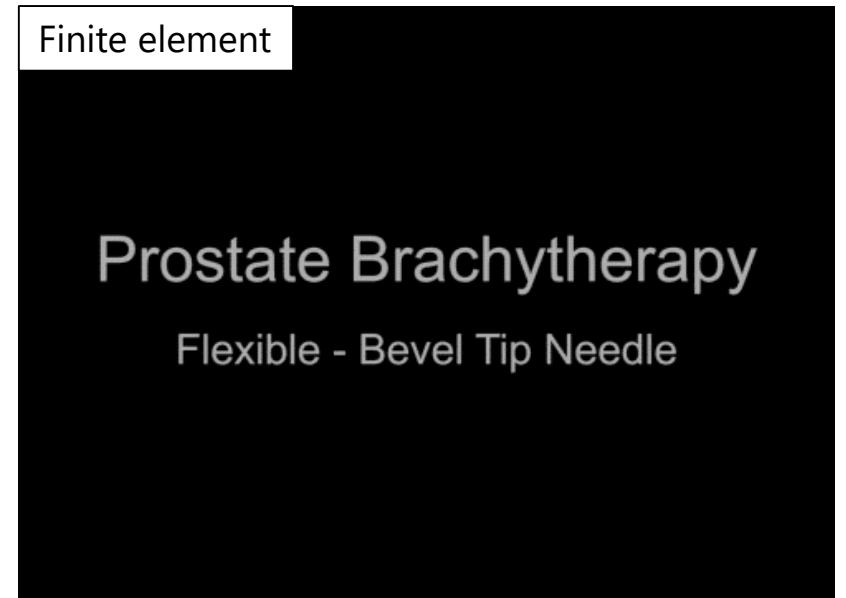 Finite element
Prostate Brachytherapy
Flexible - Bevel Tip Needle